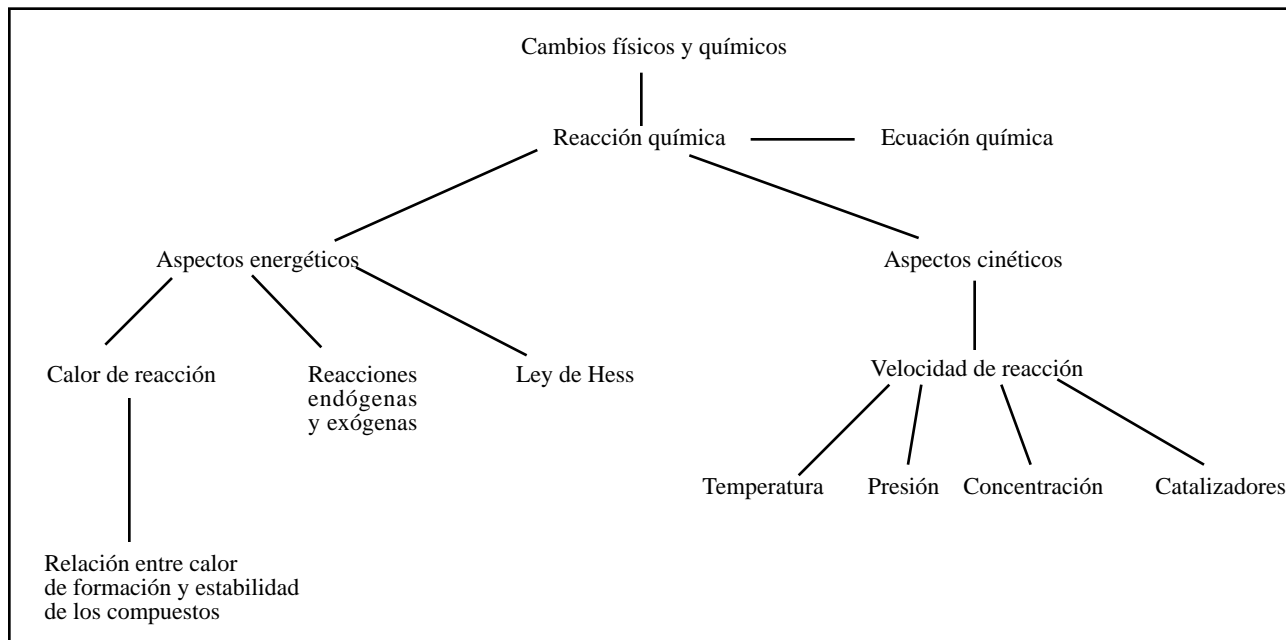 Cambios físicos y químicos
Reacción química
Ecuación química
Aspectos energéticos
Aspectos cinéticos
Calor de reacción
Reacciones
endógenas
y exógenas
Ley de Hess
Velocidad de reacción
Temperatura
Presión
Concentración
Catalizadores
Relación entre calor
de formación y estabilidad
de los compuestos